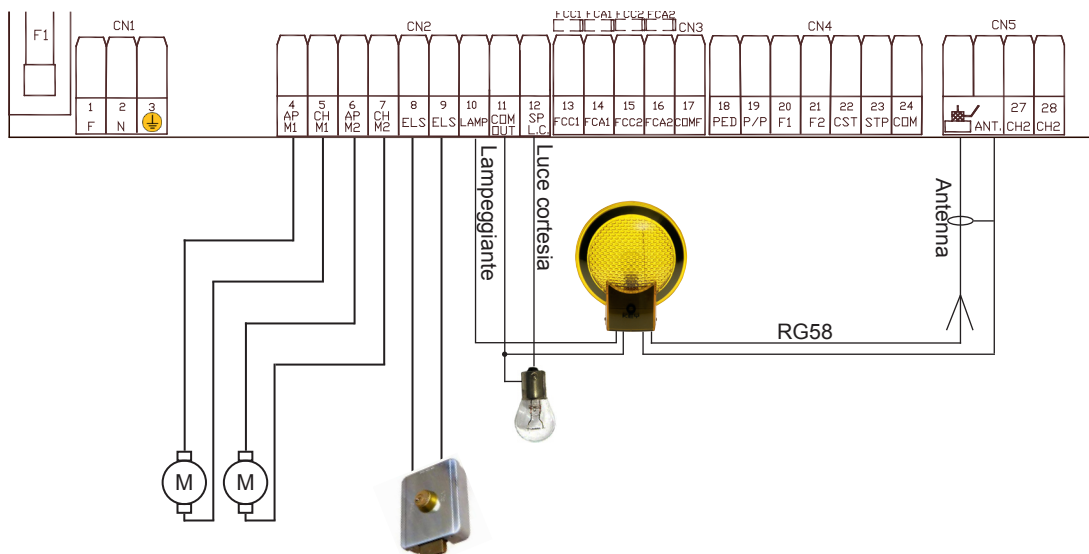 FCC1 FCA1 FCC2 FCA2
F1 CN1 CN2 CN3 CN4 CN5
1 2 3 4 5 6 7 8 9 10 11 12 13 14 15 16 17 18 19 20 21 22 23 24 27 28
F N AP M1 CH M1 AP M2 CH M2 ELS ELS LAMP COM OUT SP L.C. FCC1 FCA1 FCC2 FCA2 COMF PED P/P F1 F2 CST STP COM ANT. CH2 CH2
Lampeggiante
Luce cortesia
Antenna
RG58
M M